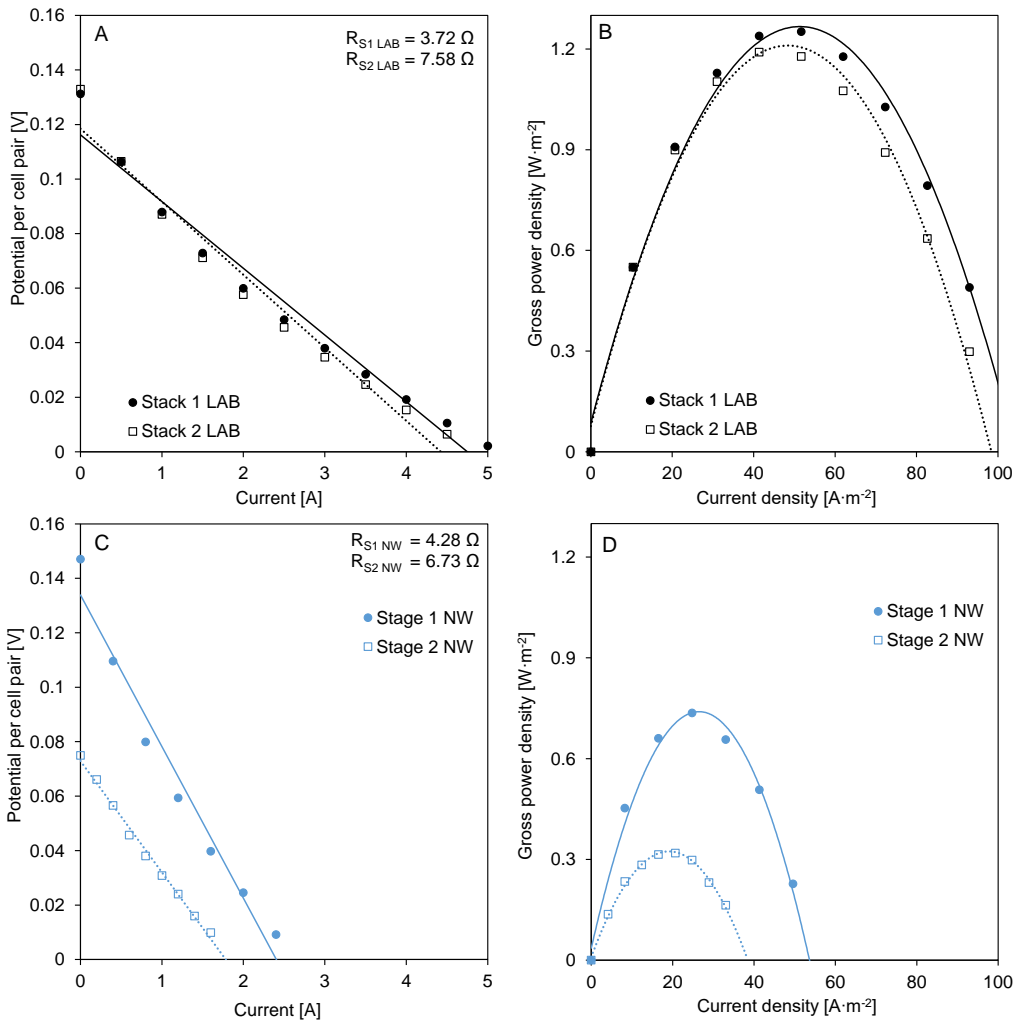 A
R_S1 LAB = 3.72 Ω
R_S2 LAB = 7.58 Ω
Potential per cell pair [V]
0.16
0.14
0.12
0.1
0.08
0.06
0.04
0.02
0
Stack 1 LAB
Stack 2 LAB
0 1 2 3 4 5
Current [A]
B
Gross power density [W·m-2]
1.2
0.9
0.6
0.3
0
Stack 1 LAB
Stack 2 LAB
0 20 40 60 80 100
Current density [A·m-2]
C
R_S1 NW = 4.28 Ω
R_S2 NW = 6.73 Ω
Potential per cell pair [V]
0.16
0.14
0.12
0.1
0.08
0.06
0.04
0.02
0
Stage 1 NW
Stage 2 NW
0 1 2 3 4 5
Current [A]
D
Gross power density [W·m-2]
1.2
0.9
0.6
0.3
0
Stage 1 NW
Stage 2 NW
0 20 40 60 80 100
Current density [A·m-2]